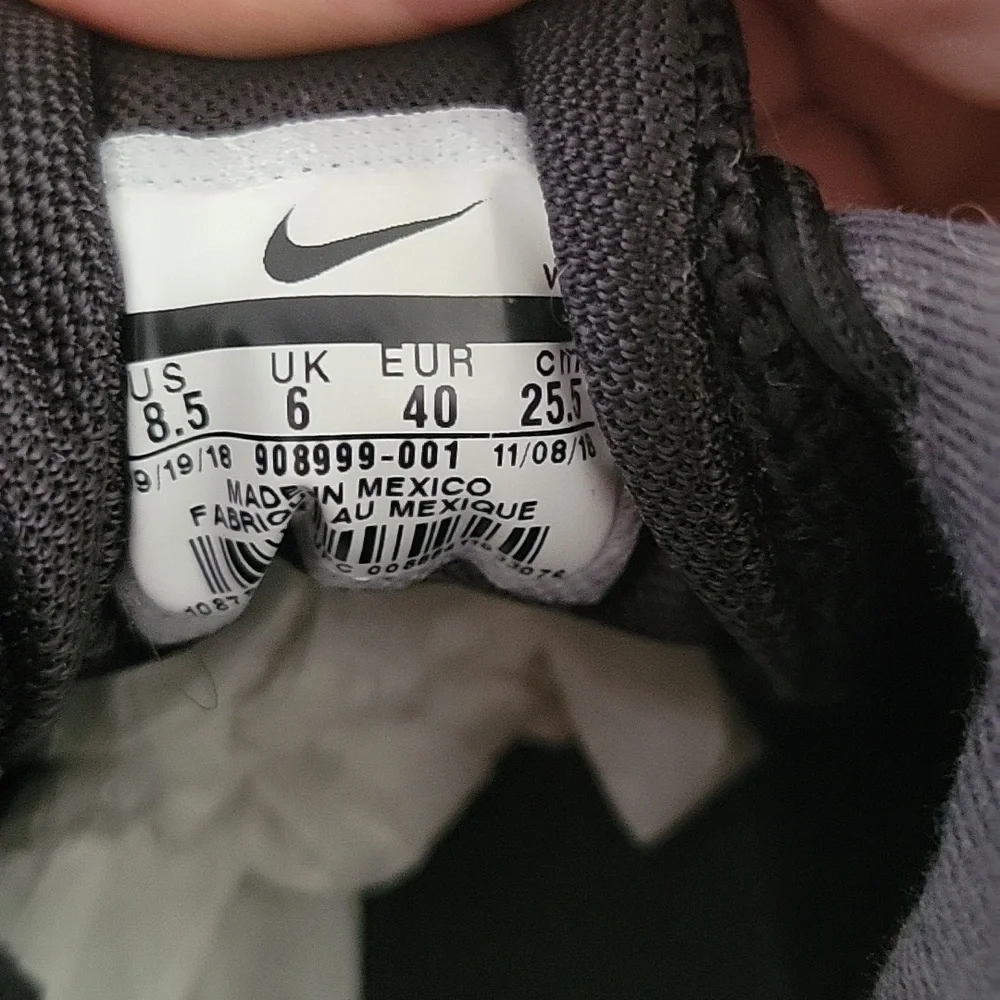 US UK EUR cm
8.5 6 40 25.5
9/19/18 908999-001 11/08/18
MADE IN MEXICO
AU MEXIQUE